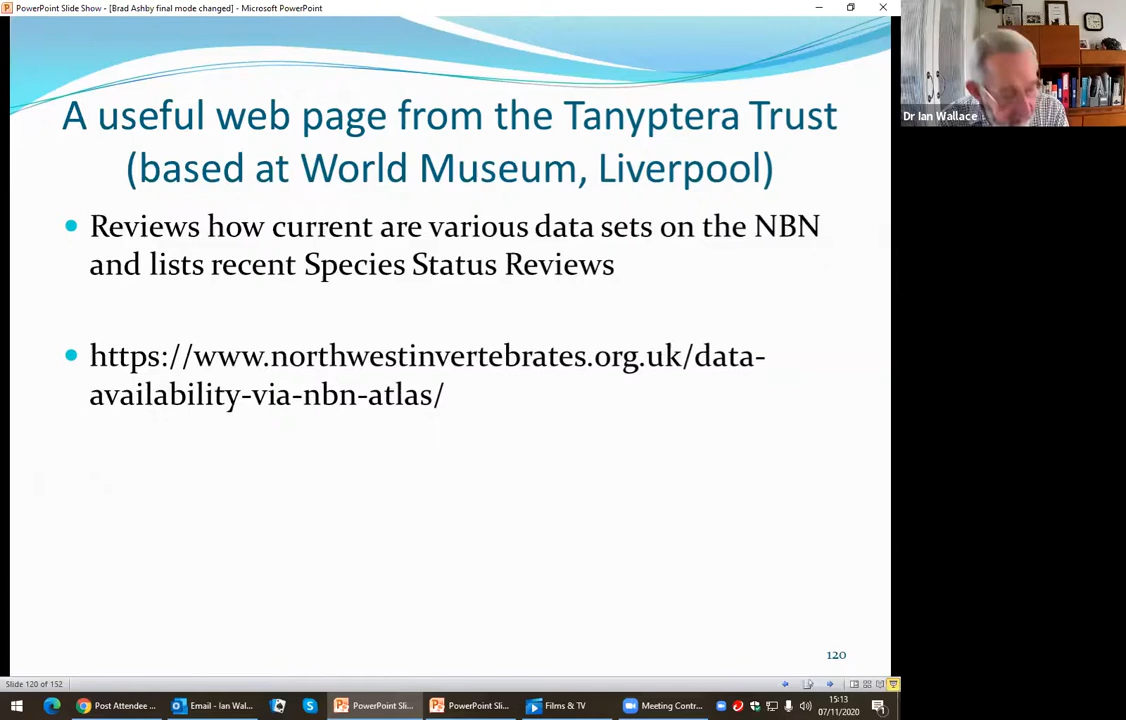 PowerPoint Slide Show - [Brad Ashby final mode changed] - Microsoft PowerPoint
A useful web page from the Tanyptera Trust
(based at World Museum, Liverpool)
Dr Ian Wallace
• Reviews how current are various data sets on the NBN
and lists recent Species Status Reviews
• https://www.northwestinvertebrates.org.uk/data-
availability-via-nbn-atlas/
120
Slide 120 of 152
Post Attendee ...
Email - Ian Wal...
PowerPoint Sli...
PowerPoint Sli...
Films & TV
Meeting Contr...
15:13
07/11/2020